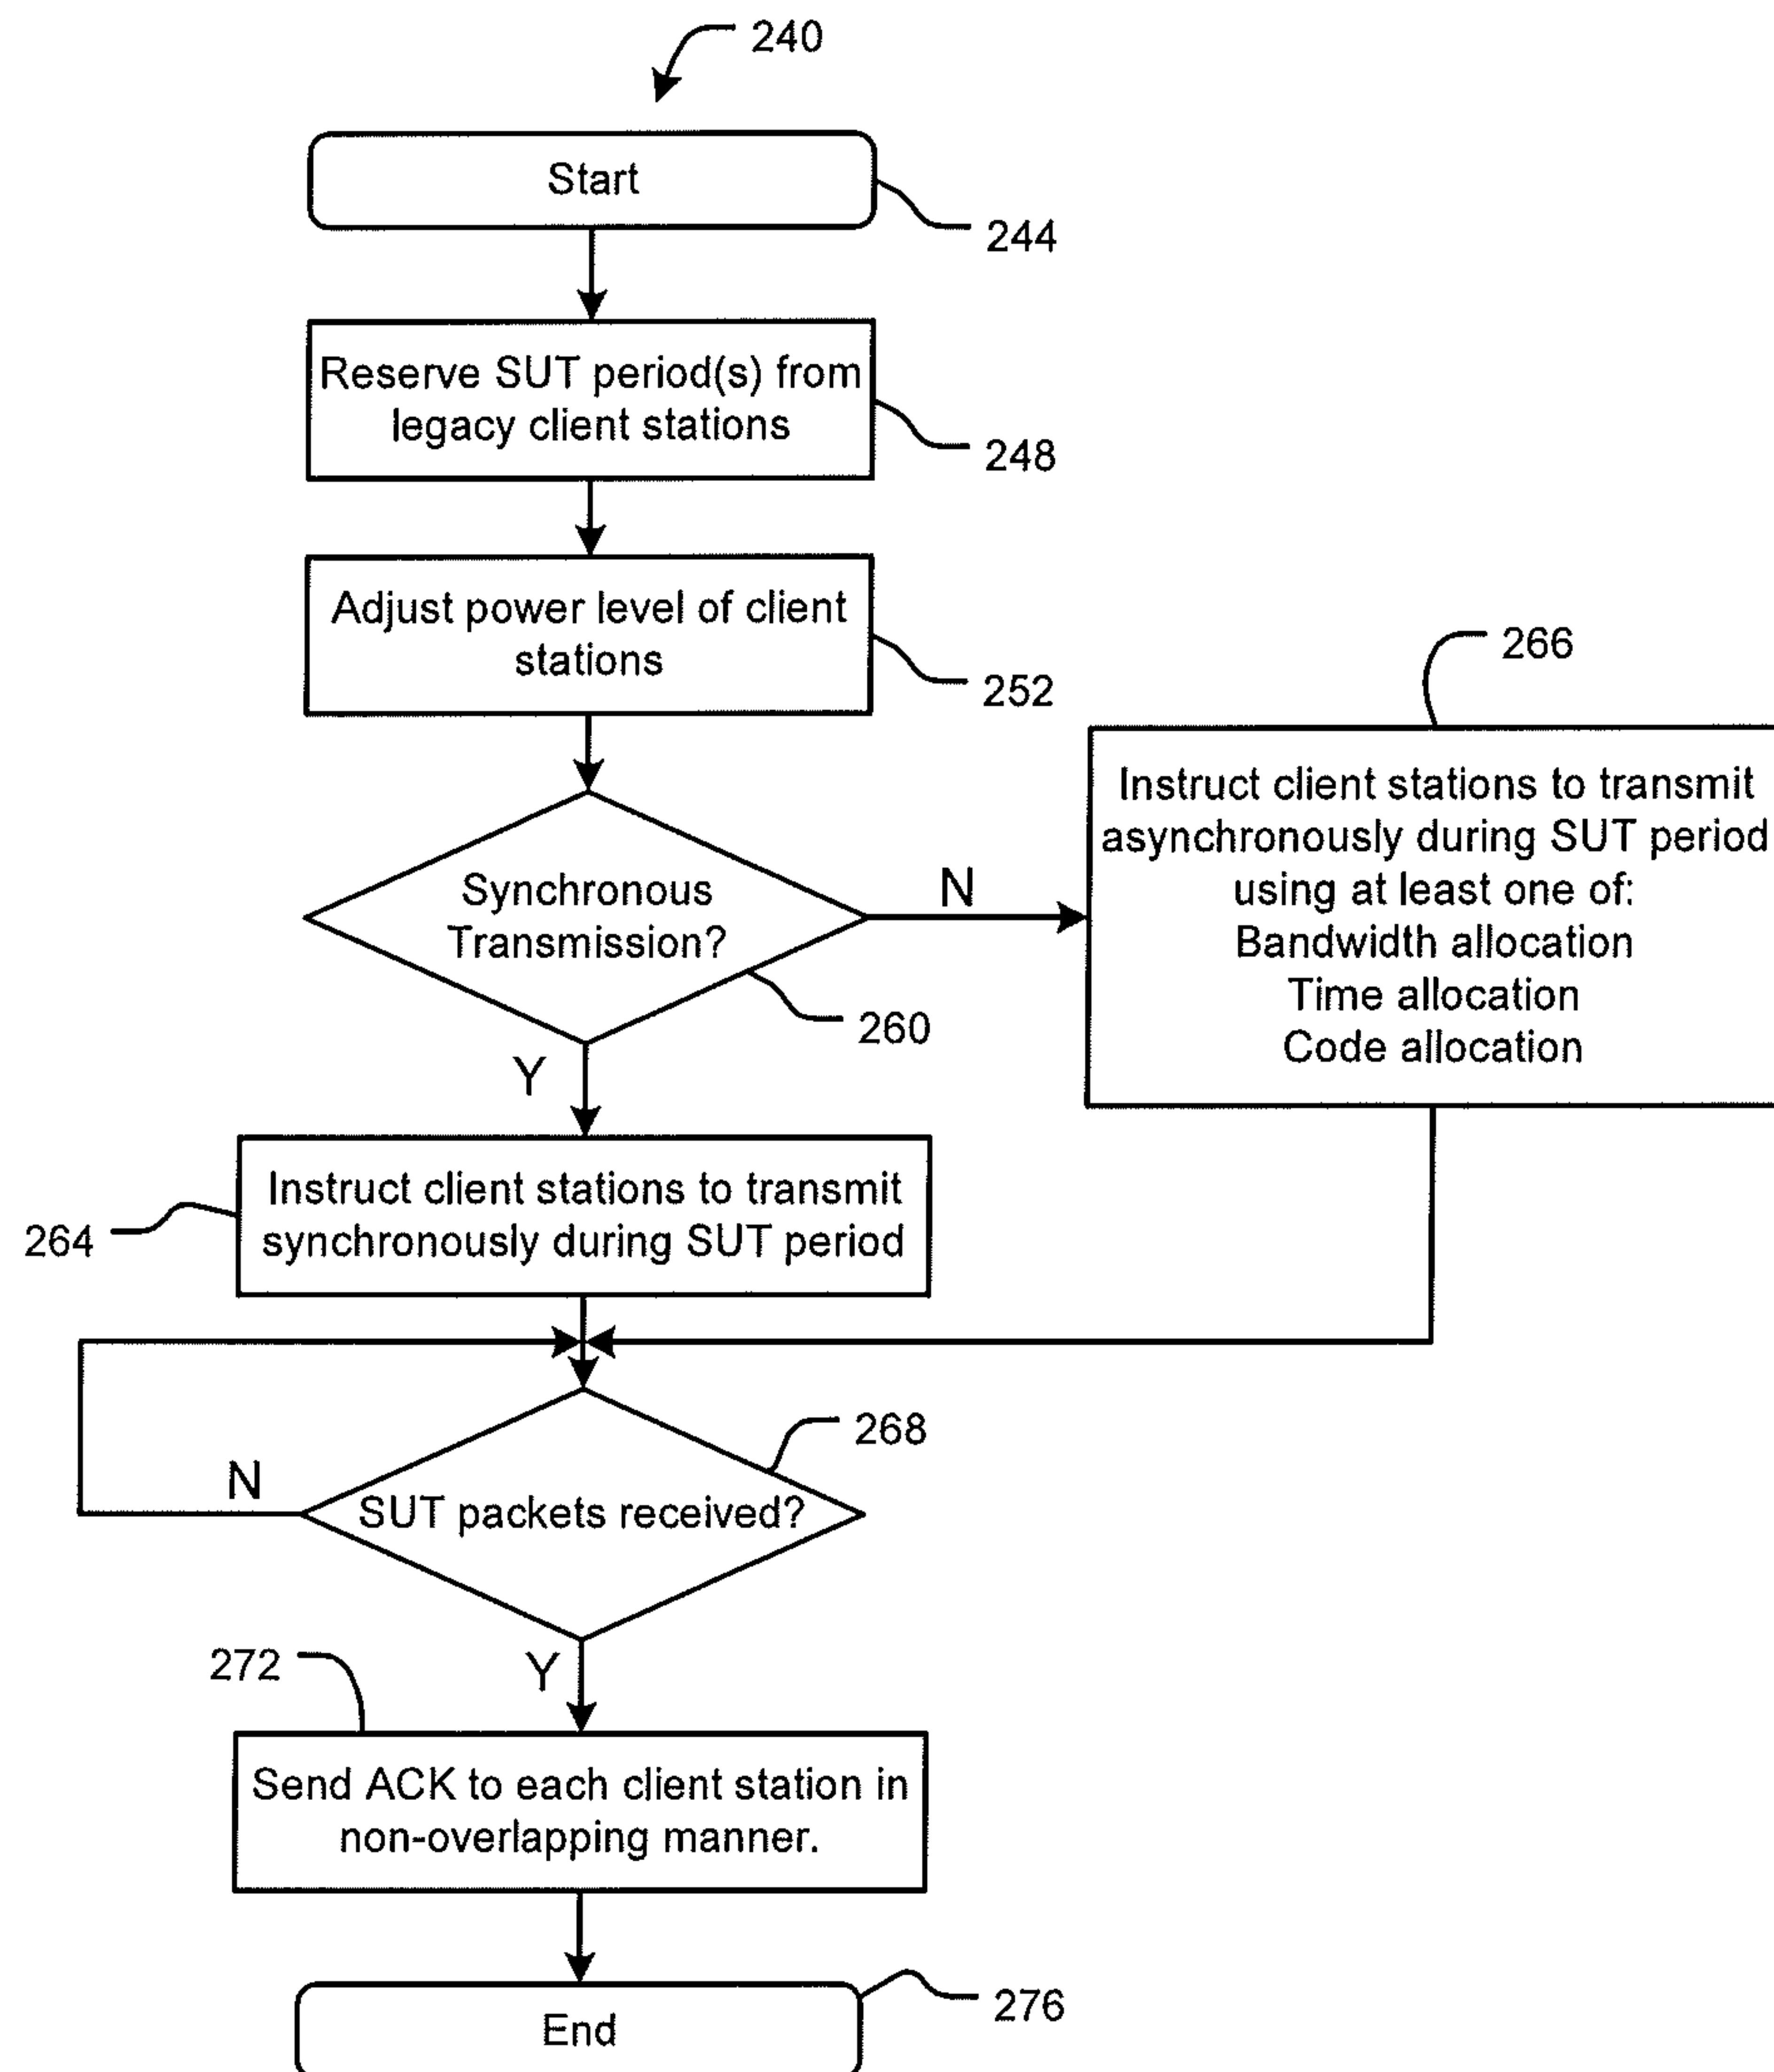 240
Start
244
Reserve SUT period(s) from
legacy client stations
248
Adjust power level of client
stations
252
266
Instruct client stations to transmit
asynchronously during SUT period
using at least one of:
Bandwidth allocation
Time allocation
Code allocation
Synchronous
Transmission?
N
260
Y
Instruct client stations to transmit
synchronously during SUT period
264
268
N
SUT packets received?
272
Y
Send ACK to each client station in
non-overlapping manner.
End
276